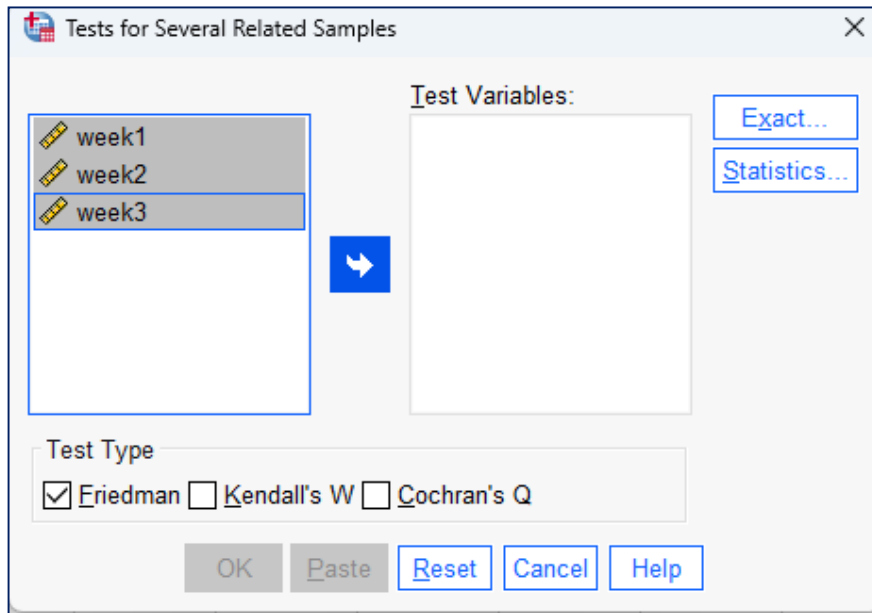 Tests for Several Related Samples
Test Variables:
week1
week2
week3
Exact...
Statistics...
Test Type
Friedman Kendall's W Cochran's Q
OK Paste Reset Cancel Help